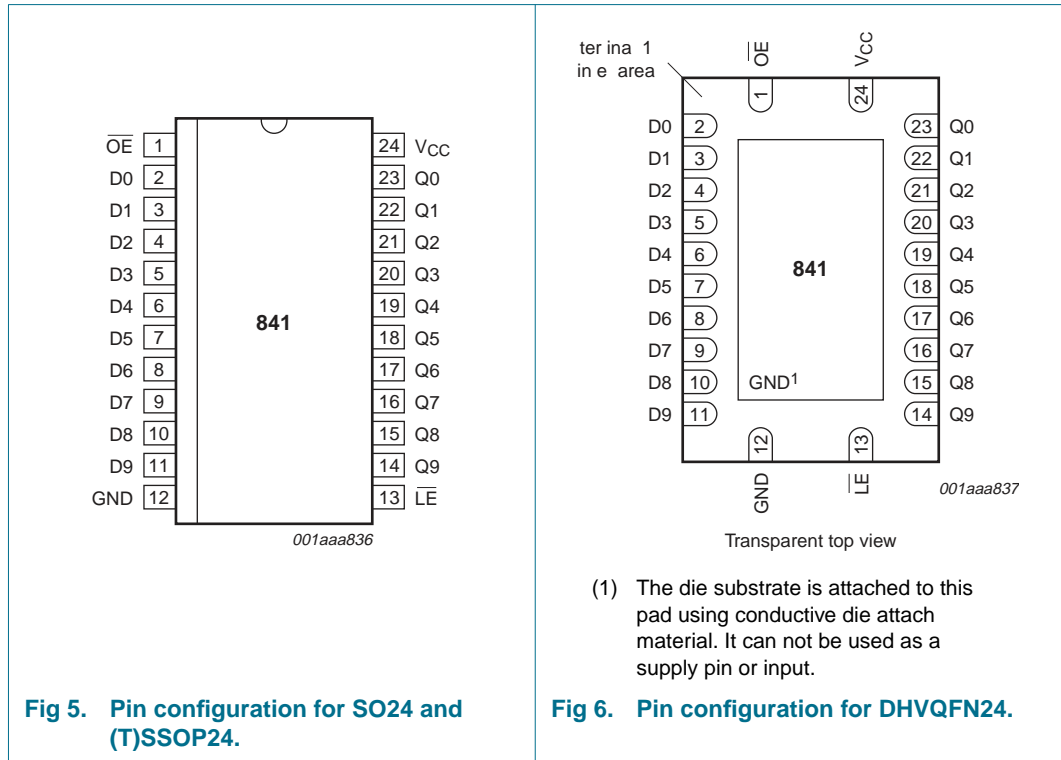 OE 1
D0 2
D1 3
D2 4
D3 5
D4 6
D5 7
D6 8
D7 9
D8 10
D9 11
GND 12
841
24 VCC
23 Q0
22 Q1
21 Q2
20 Q3
19 Q4
18 Q5
17 Q6
16 Q7
15 Q8
14 Q9
13 LE
001aaa836
Fig 5. Pin configuration for SO24 and
(T)SSOP24.
ter ina 1
in e area
OE
1
VCC
24
D0 2
D1 3
D2 4
D3 5
D4 6
D5 7
D6 8
D7 9
D8 10
D9 11
841
GND1
23 Q0
22 Q1
21 Q2
20 Q3
19 Q4
18 Q5
17 Q6
16 Q7
15 Q8
14 Q9
12
GND
13
LE
001aaa837
Transparent top view
(1) The die substrate is attached to this
pad using conductive die attach
material. It can not be used as a
supply pin or input.
Fig 6. Pin configuration for DHVQFN24.